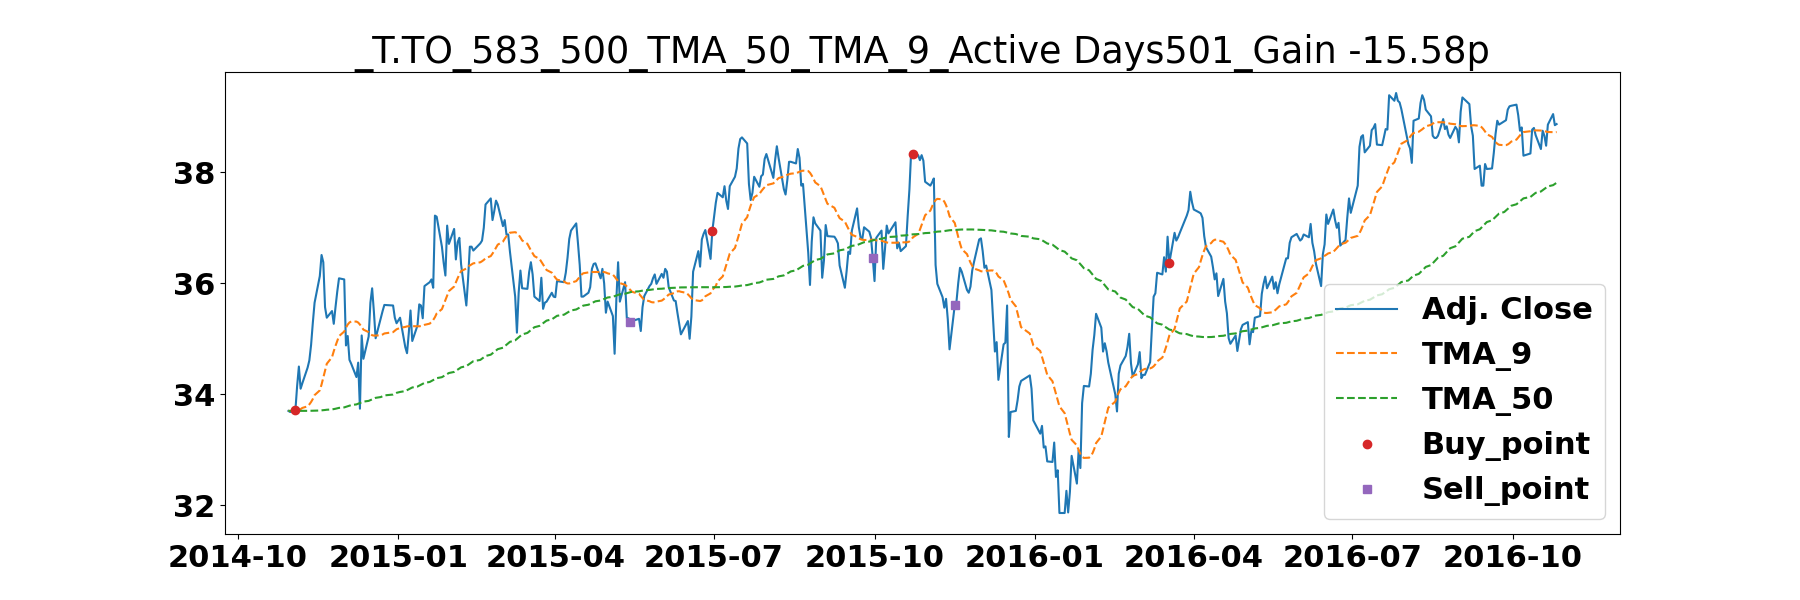 _T.TO_583_500_TMA_50_TMA_9_Active Days501_Gain -15.58p
38
36
34
32
Adj. Close
TMA_9
TMA_50
Buy_point
Sell_point
2014-10 2015-01 2015-04 2015-07 2015-10 2016-01 2016-04 2016-07 2016-10